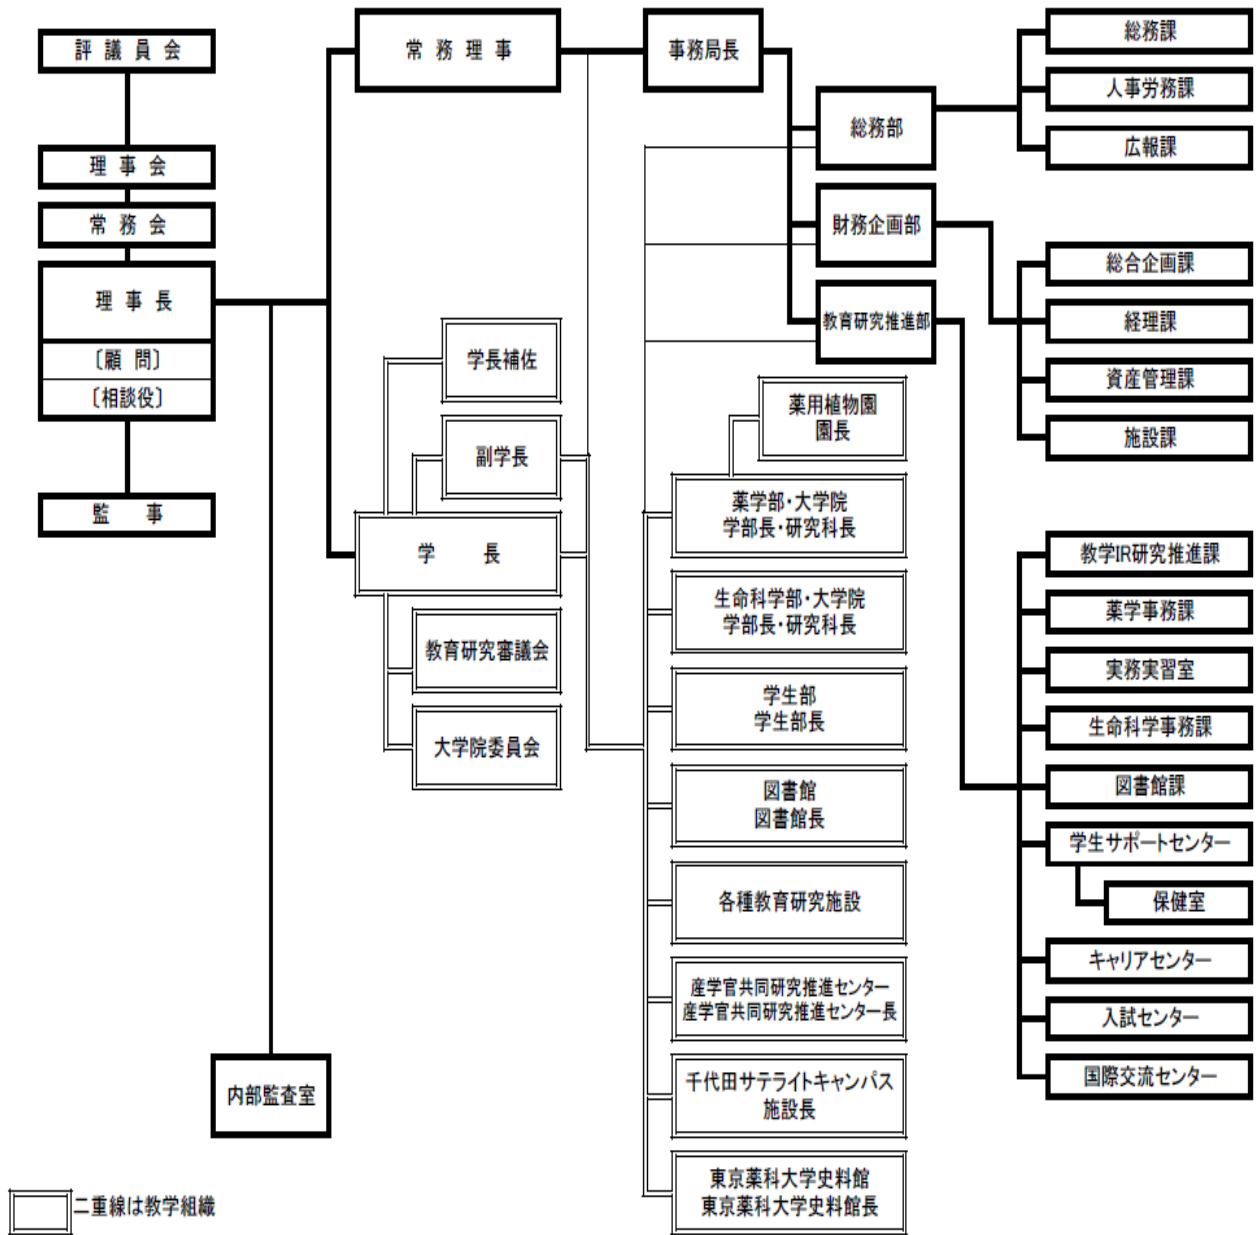 評議員会
理事会
常務会
理事長
〔顧問〕
〔相談役〕
監事
内部監査室
常務理事
学長補佐
副学長
学長
教育研究審議会
大学院委員会
事務局長
総務部
財務企画部
教育研究推進部
薬用植物園
園長
薬学部・大学院
学部長・研究科長
生命科学部・大学院
学部長・研究科長
学生部
学生部長
図書館
図書館長
各種教育研究施設
産学官共同研究推進センター
産学官共同研究推進センター長
千代田サテライトキャンパス
施設長
東京薬科大学史料館
東京薬科大学史料館長
総務課
人事労務課
広報課
総合企画課
経理課
資産管理課
施設課
教学IR研究推進課
薬学事務課
実務実習室
生命科学事務課
図書館課
学生サポートセンター
保健室
キャリアセンター
入試センター
国際交流センター
二重線は教学組織